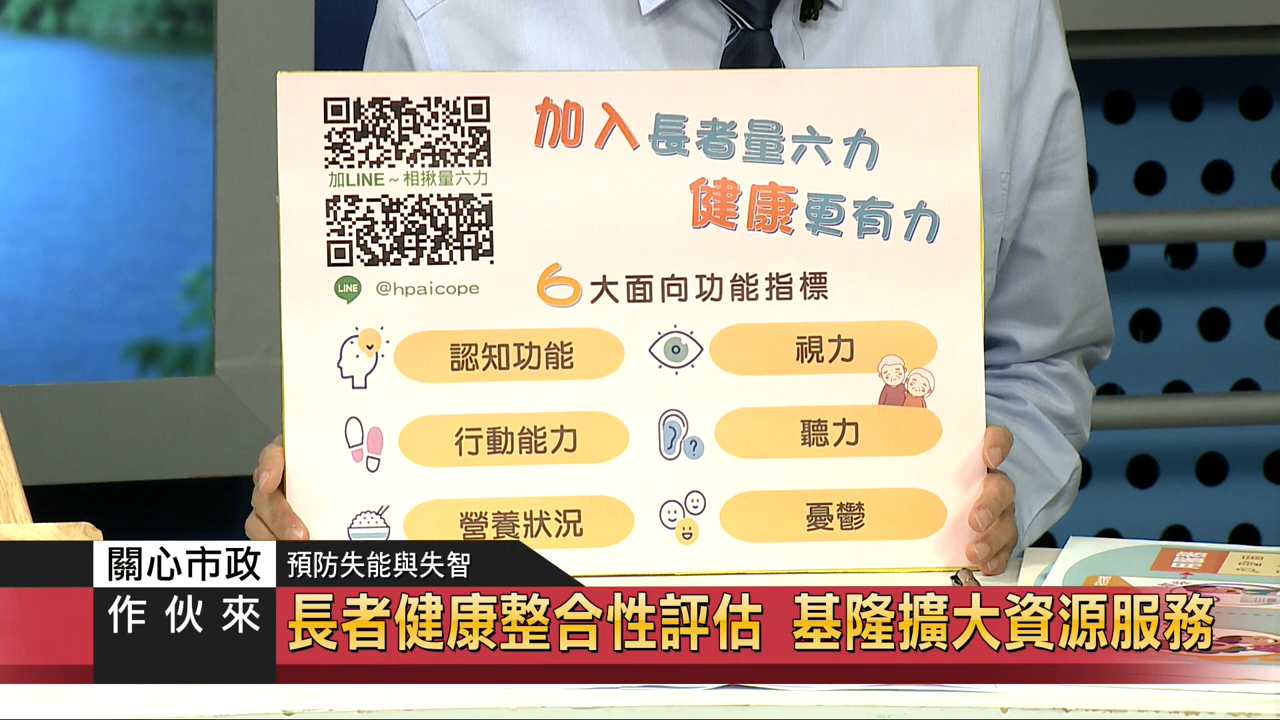 加入長者量六力
健康更有力
加LINE~相揪量六力
LINE @hpaicope
6大面向功能指標
認知功能
視力
行動能力
聽力
?
營養狀況
憂鬱
關心市政
作伙來
預防失能與失智
長者健康整合性評估 基隆擴大資源服務